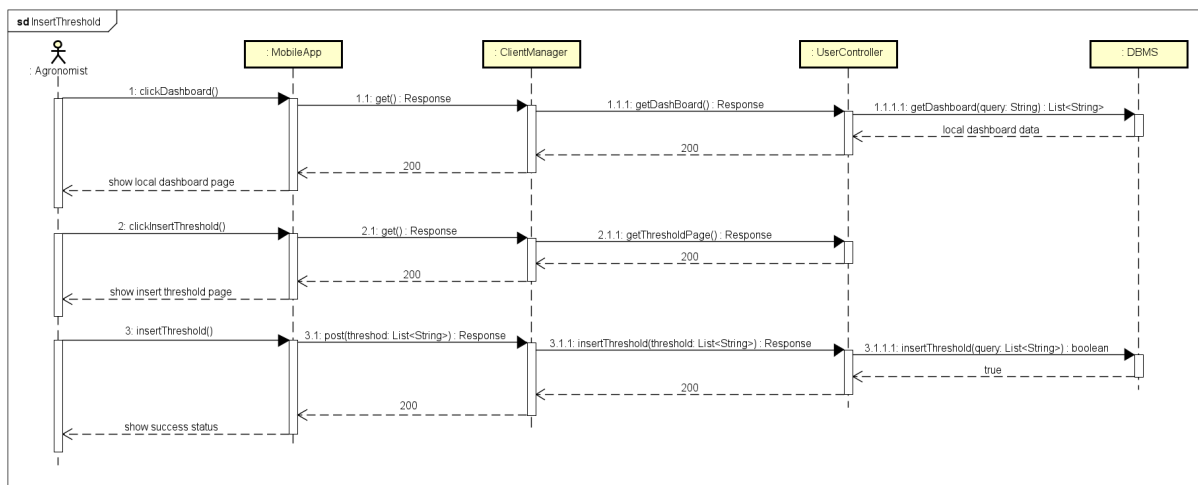 sd InsertThreshold
: Agronomist
: MobileApp
: ClientManager
: UserController
: DBMS
1: clickDashboard()
1.1: get() : Response
1.1.1: getDashBoard() : Response
1.1.1.1: getDashboard(query: String) : List<String>
local dashboard data
200
200
show local dashboard page
2: clickInsertThreshold()
2.1: get() : Response
2.1.1: getThresholdPage() : Response
200
200
show insert threshold page
3: insertThreshold()
3.1: post(threshod: List<String>) : Response
3.1.1: insertThreshold(threshold: List<String>) : Response
3.1.1.1: insertThreshold(query: List<String>) : boolean
true
200
200
show success status